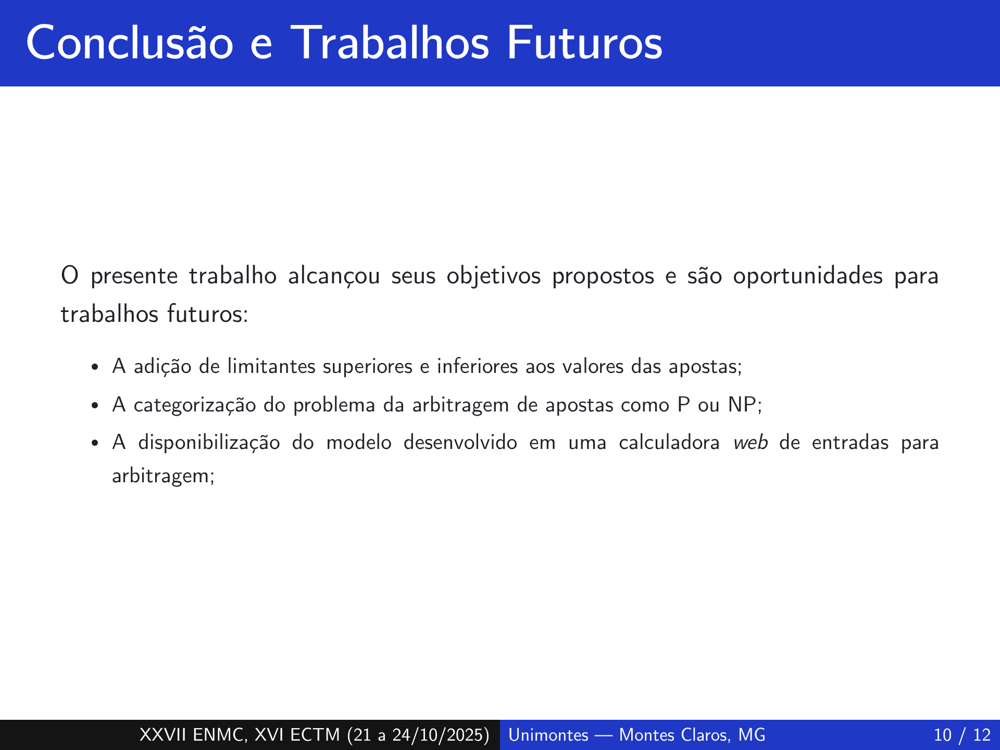 Conclusão e Trabalhos Futuros
O presente trabalho alcançou seus objetivos propostos e são oportunidades para
trabalhos futuros:
• A adição de limitantes superiores e inferiores aos valores das apostas;
• A categorização do problema da arbitragem de apostas como P ou NP;
• A disponibilização do modelo desenvolvido em uma calculadora web de entradas para
arbitragem;
XXVII ENMC, XVI ECTM (21 a 24/10/2025) Unimontes — Montes Claros, MG 10 / 12